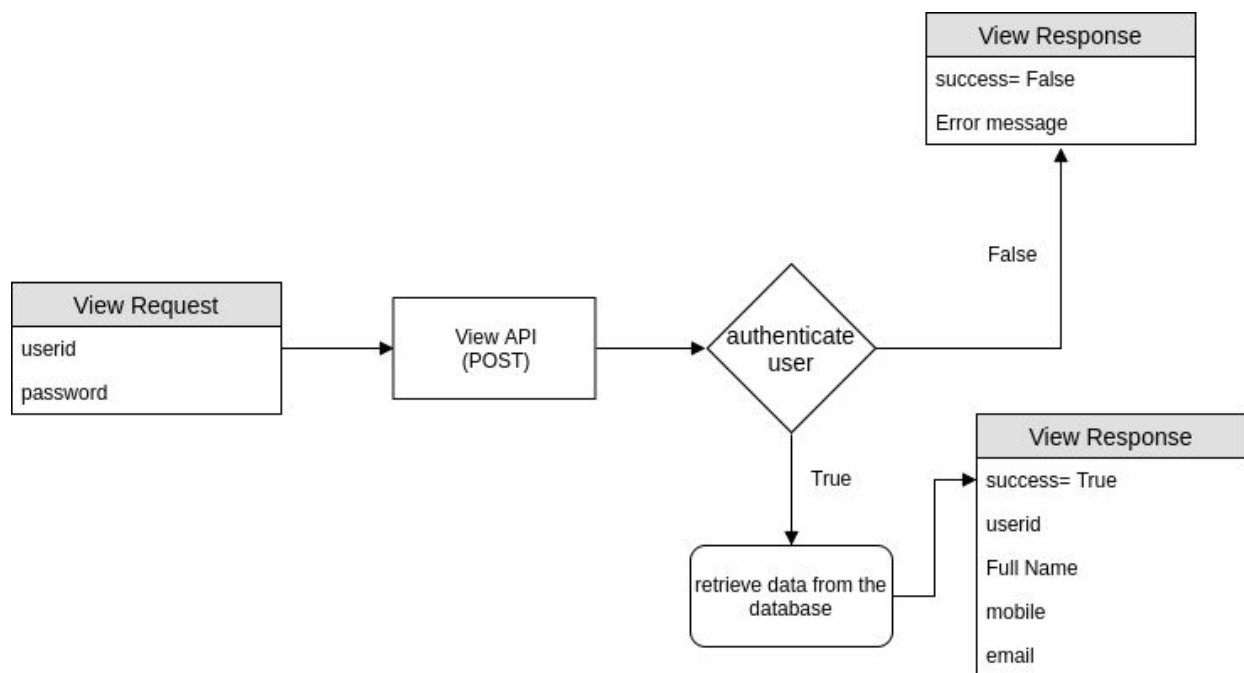 View Response
success= False
Error message
False
View Request
userid
password
View API
(POST)
authenticate
user
True
retrieve data from the
database
View Response
success= True
userid
Full Name
mobile
email